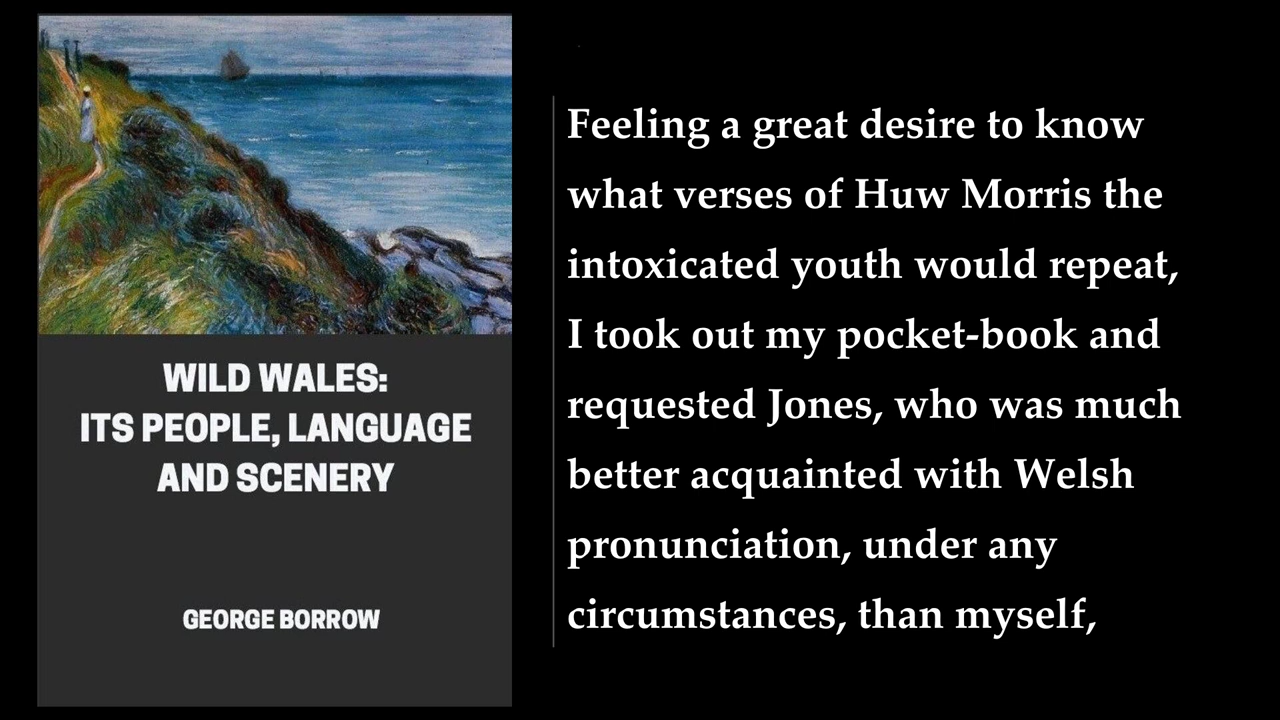 WILD WALES:
ITS PEOPLE, LANGUAGE
AND SCENERY
GEORGE BORROW
Feeling a great desire to know
what verses of Huw Morris the
intoxicated youth would repeat,
I took out my pocket-book and
requested Jones, who was much
better acquainted with Welsh
pronunciation, under any
circumstances, than myself,